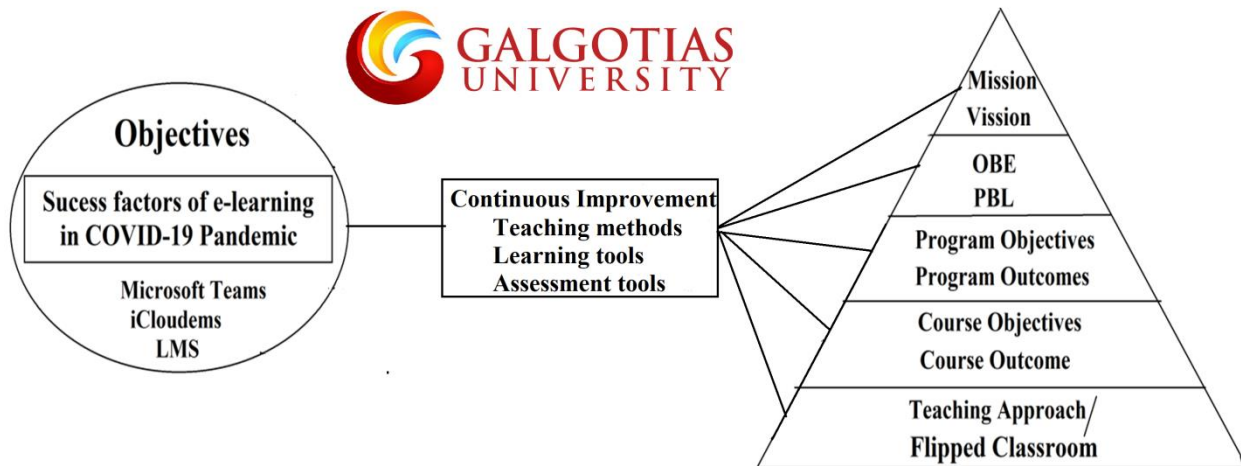 GALGOTIAS
UNIVERSITY
Objectives
Sucess factors of e-learning
in COVID-19 Pandemic
Microsoft Teams
iCloudems
LMS
Continuous Improvement
Teaching methods
Learning tools
Assessment tools
Mission
Vission
OBE
PBL
Program Objectives
Program Outcomes
Course Objectives
Course Outcome
Teaching Approach/
Flipped Classroom